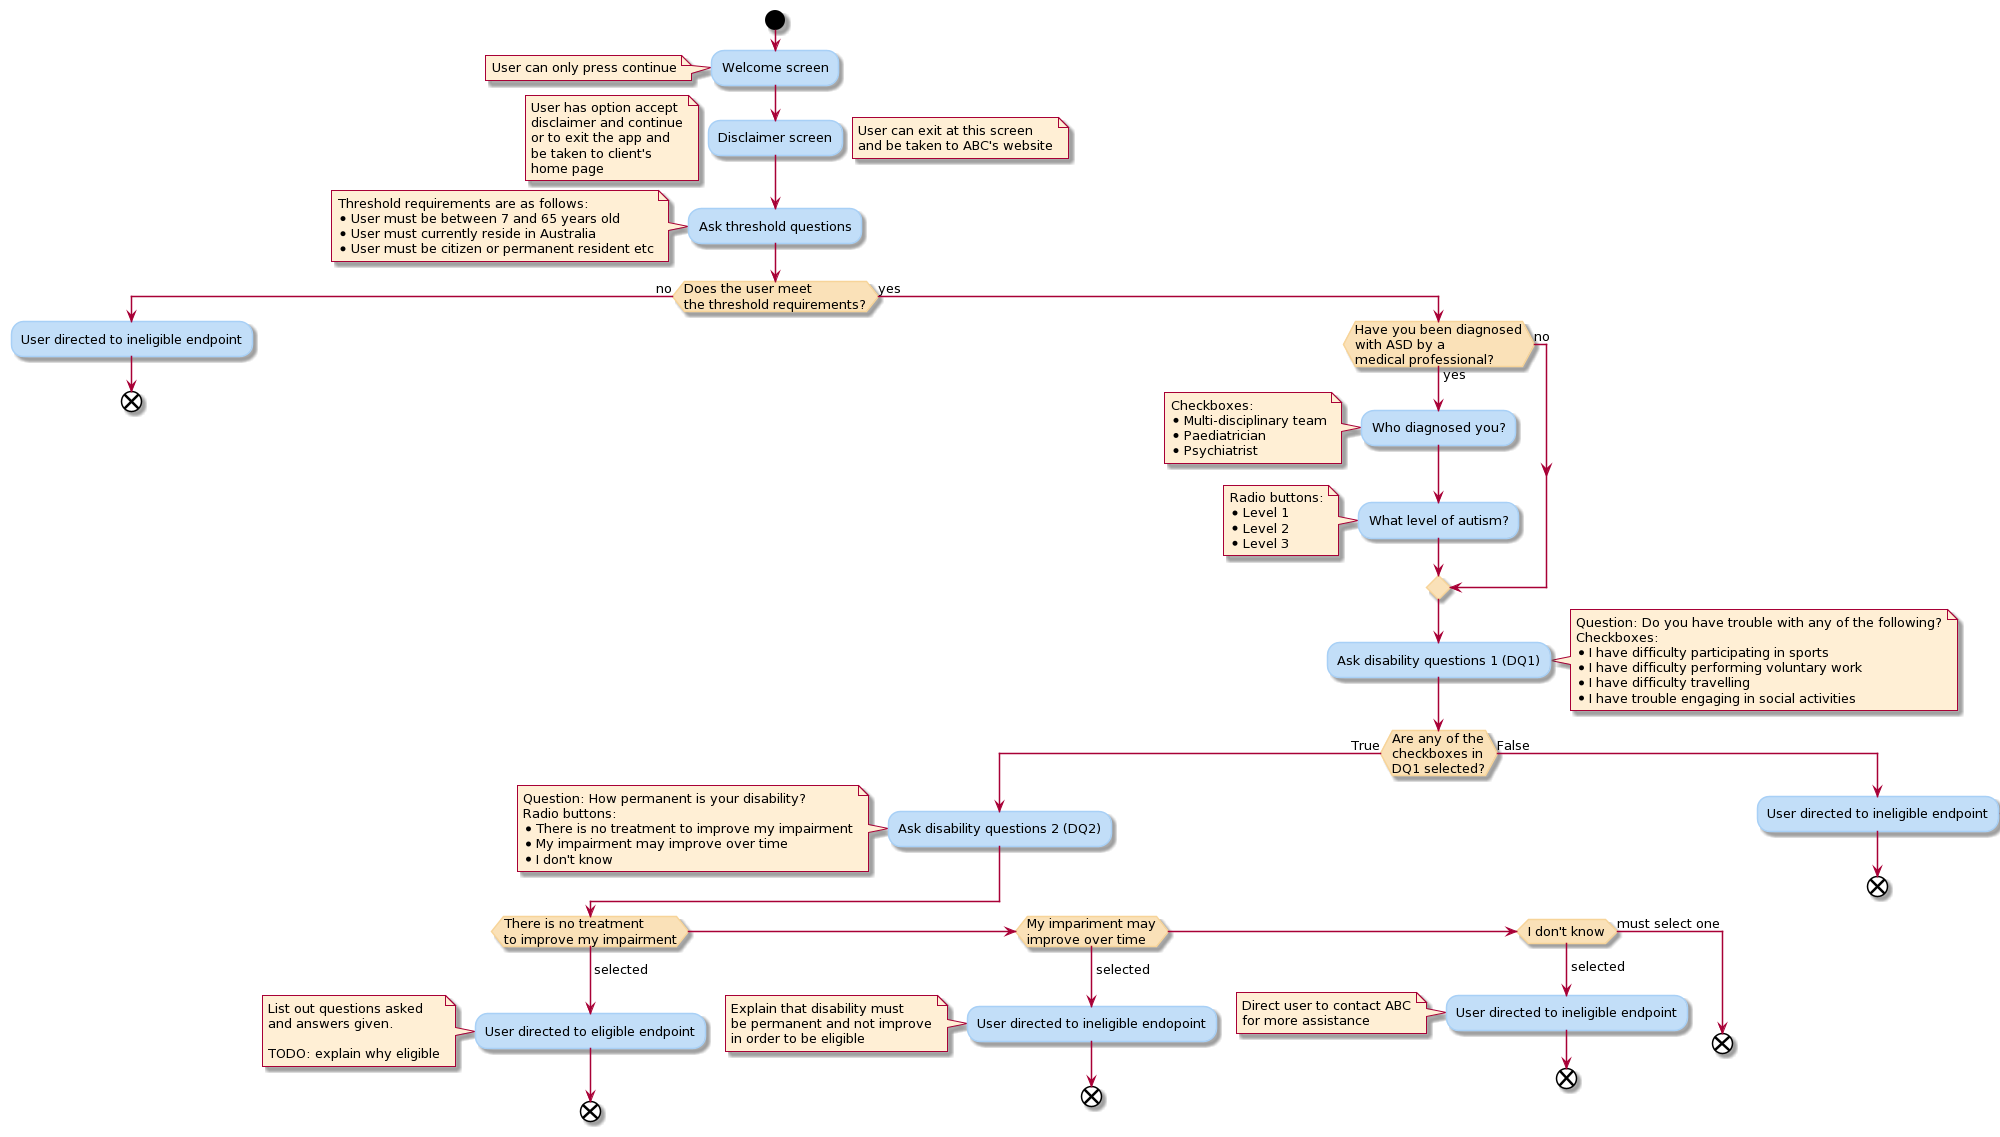 User can only press continue
Welcome screen
User has option accept
disclaimer and continue
or to exit the app and
be taken to client's
home page
Disclaimer screen
User can exit at this screen
and be taken to ABC's website
Threshold requirements are as follows:
• User must be between 7 and 65 years old
• User must currently reside in Australia
• User must be citizen or permanent resident etc
Ask threshold questions
no
Does the user meet
the threshold requirements?
yes
User directed to ineligible endpoint
Have you been diagnosed
with ASD by a
medical professional?
no
yes
Checkboxes:
• Multi-disciplinary team
• Paediatrician
• Psychiatrist
Who diagnosed you?
Radio buttons:
• Level 1
• Level 2
• Level 3
What level of autism?
Ask disability questions 1 (DQ1)
Question: Do you have trouble with any of the following?
Checkboxes:
• I have difficulty participating in sports
• I have difficulty performing voluntary work
• I have difficulty travelling
• I have trouble engaging in social activities
True
Are any of the
checkboxes in
DQ1 selected?
False
Question: How permanent is your disability?
Radio buttons:
• There is no treatment to improve my impairment
• My impairment may improve over time
• I don't know
Ask disability questions 2 (DQ2)
User directed to ineligible endpoint
There is no treatment
to improve my impairment
My impariment may
improve over time
I don't know
must select one
selected
selected
selected
List out questions asked
and answers given.
TODO: explain why eligible
User directed to eligible endpoint
Explain that disability must
be permanent and not improve
in order to be eligible
User directed to ineligible endopoint
Direct user to contact ABC
for more assistance
User directed to ineligible endpoint